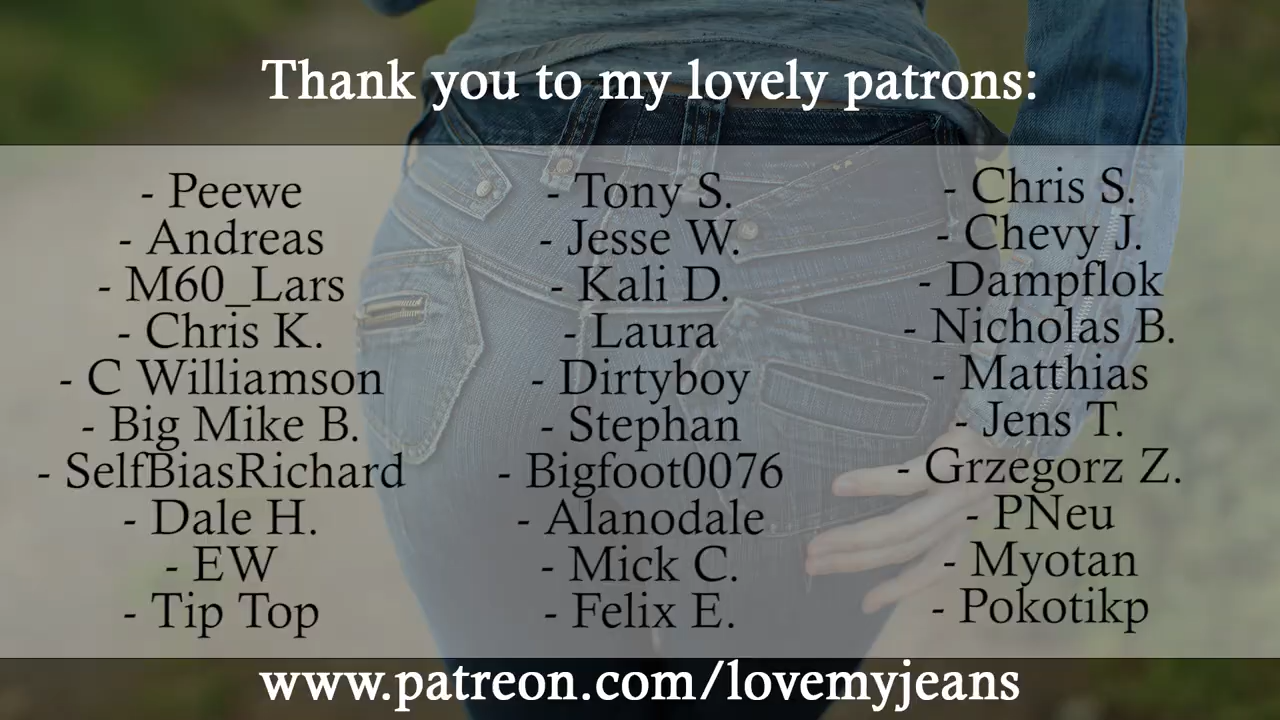 Thank you to my lovely patrons:
- Peewe
- Andreas
- M60_Lars
- Chris K.
- C Williamson
- Big Mike B.
- SelfBiasRichard
- Dale H.
- EW
- Tip Top
- Tony S.
- Jesse W.
- Kali D.
- Laura
- Dirtyboy
- Stephan
- Bigfoot0076
- Alanodale
- Mick C.
- Felix E.
- Chris S.
- Chevy J.
- Dampflok
- Nicholas B.
- Matthias
- Jens T.
- Grzegorz Z.
- PNeu
- Myotan
- Pokotikp
www.patreon.com/lovemyjeans